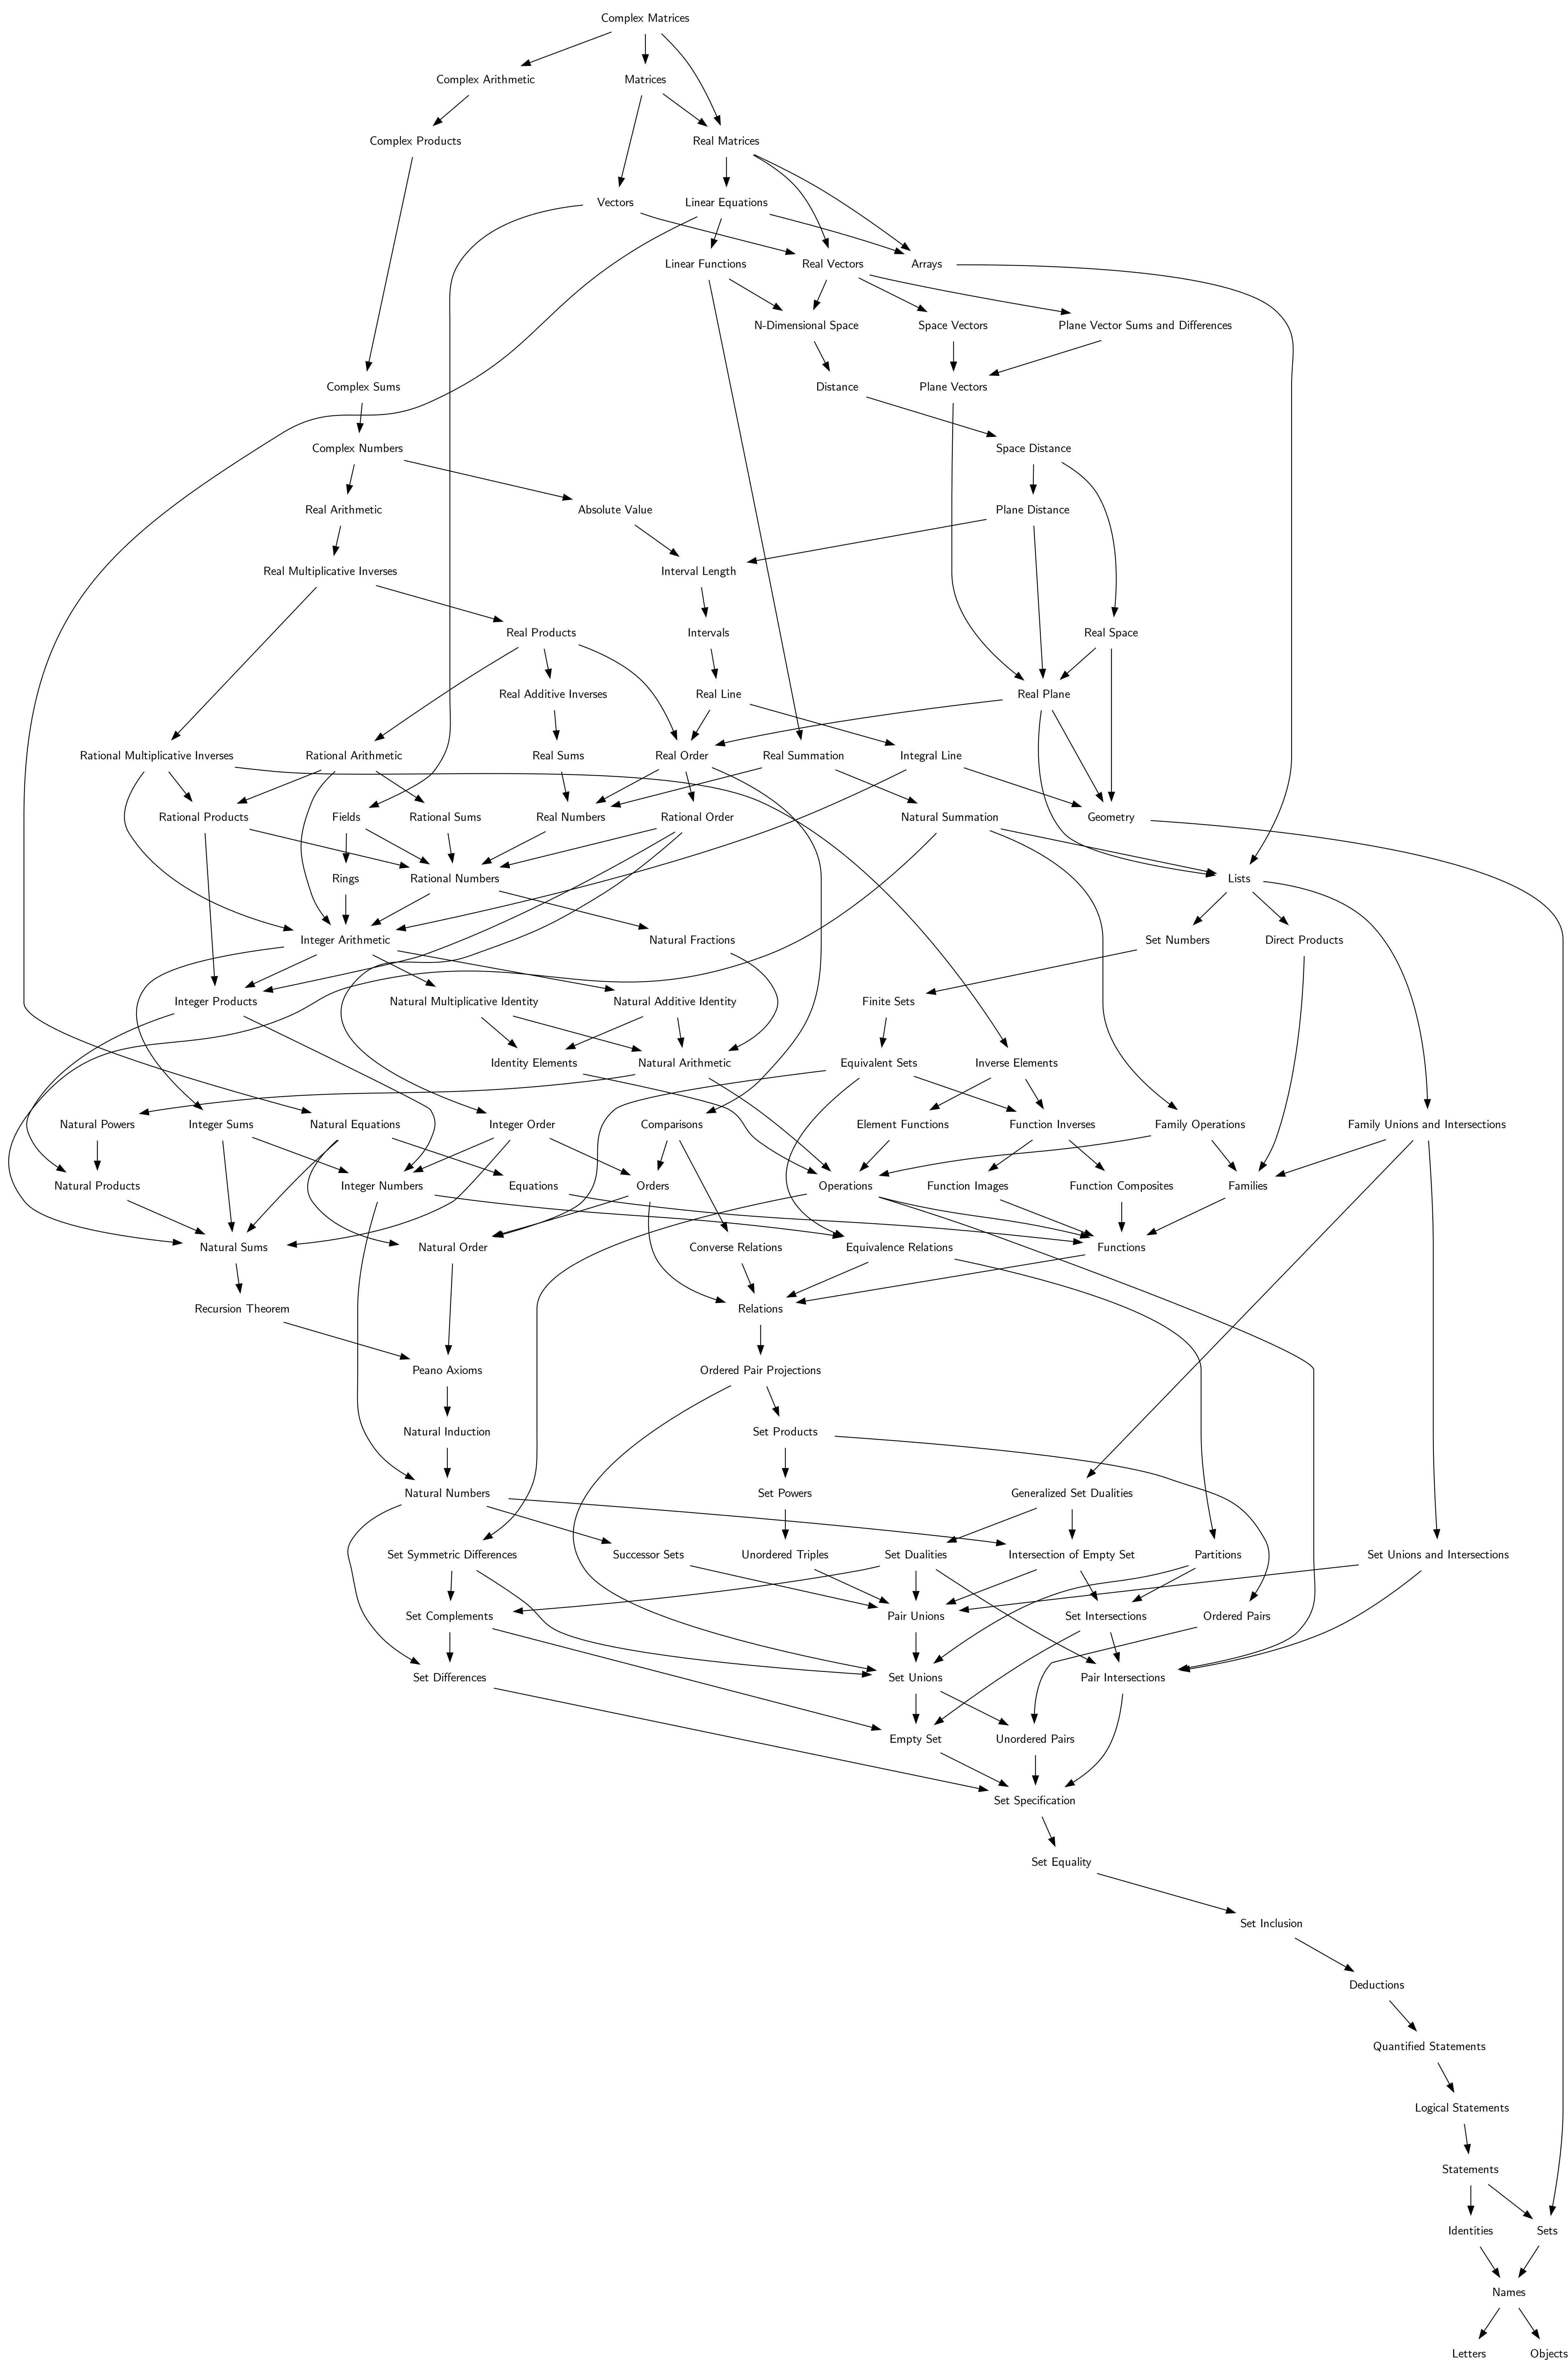 Complex Matrices
Complex Arithmetic
Matrices
Complex Products
Real Matrices
Vectors
Linear Equations
Linear Functions
Real Vectors
Arrays
N-Dimensional Space
Space Vectors
Plane Vector Sums and Differences
Complex Sums
Distance
Plane Vectors
Complex Numbers
Space Distance
Real Arithmetic
Absolute Value
Plane Distance
Real Multiplicative Inverses
Interval Length
Real Products
Intervals
Real Space
Real Additive Inverses
Real Line
Real Plane
Rational Multiplicative Inverses
Rational Arithmetic
Real Sums
Real Order
Real Summation
Integral Line
Rational Products
Fields
Rational Sums
Real Numbers
Rational Order
Natural Summation
Geometry
Rings
Rational Numbers
Lists
Integer Arithmetic
Natural Fractions
Set Numbers
Direct Products
Integer Products
Natural Multiplicative Identity
Natural Additive Identity
Finite Sets
Identity Elements
Natural Arithmetic
Equivalent Sets
Inverse Elements
Natural Powers
Integer Sums
Natural Equations
Integer Order
Comparisons
Element Functions
Function Inverses
Family Operations
Family Unions and Intersections
Natural Products
Integer Numbers
Equations
Orders
Operations
Function Images
Function Composites
Families
Natural Sums
Natural Order
Converse Relations
Equivalence Relations
Functions
Recursion Theorem
Relations
Peano Axioms
Ordered Pair Projections
Natural Induction
Set Products
Natural Numbers
Set Powers
Generalized Set Dualities
Set Symmetric Differences
Successor Sets
Unordered Triples
Set Dualities
Intersection of Empty Set
Partitions
Set Unions and Intersections
Set Complements
Pair Unions
Set Intersections
Ordered Pairs
Set Differences
Set Unions
Pair Intersections
Empty Set
Unordered Pairs
Set Specification
Set Equality
Set Inclusion
Deductions
Quantified Statements
Logical Statements
Statements
Identities
Sets
Names
Letters
Objects